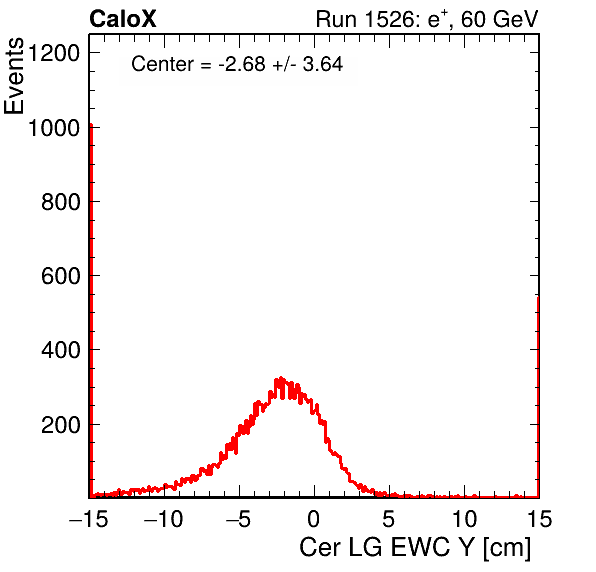 CaloX Run 1526: e⁺, 60 GeV
Center = -2.68 +/- 3.64
Events
1200
1000
800
600
400
200
−15 −10 −5 0 5 10 15
Cer LG EWC Y [cm]